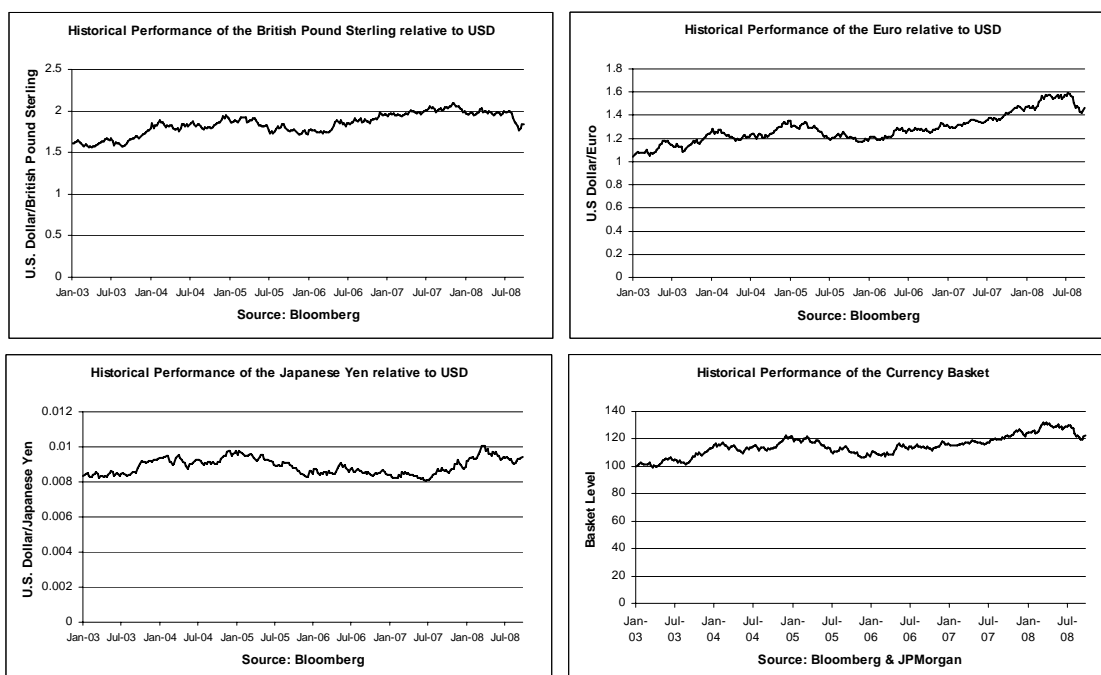 Historical Performance of the British Pound Sterling relative to USD
U.S. Dollar/British Pound Sterling
2.5
2
1.5
1
0.5
0
Jan-03 Jul-03 Jan-04 Jul-04 Jan-05 Jul-05 Jan-06 Jul-06 Jan-07 Jul-07 Jan-08 Jul-08
Source: Bloomberg
Historical Performance of the Euro relative to USD
U.S Dollar/Euro
1.8
1.6
1.4
1.2
1
0.8
0.6
0.4
0.2
0
Jan-03 Jul-03 Jan-04 Jul-04 Jan-05 Jul-05 Jan-06 Jul-06 Jan-07 Jul-07 Jan-08 Jul-08
Source: Bloomberg
Historical Performance of the Japanese Yen relative to USD
U.S. Dollar/Japanese Yen
0.012
0.01
0.008
0.006
0.004
0.002
0
Jan-03 Jul-03 Jan-04 Jul-04 Jan-05 Jul-05 Jan-06 Jul-06 Jan-07 Jul-07 Jan-08 Jul-08
Source: Bloomberg
Historical Performance of the Currency Basket
Basket Level
140
120
100
80
60
40
20
0
Jan- Jul- Jan- Jul- Jan- Jul- Jan- Jul- Jan- Jul- Jan- Jul-
03 03 04 04 05 05 06 06 07 07 08 08
Source: Bloomberg & JPMorgan